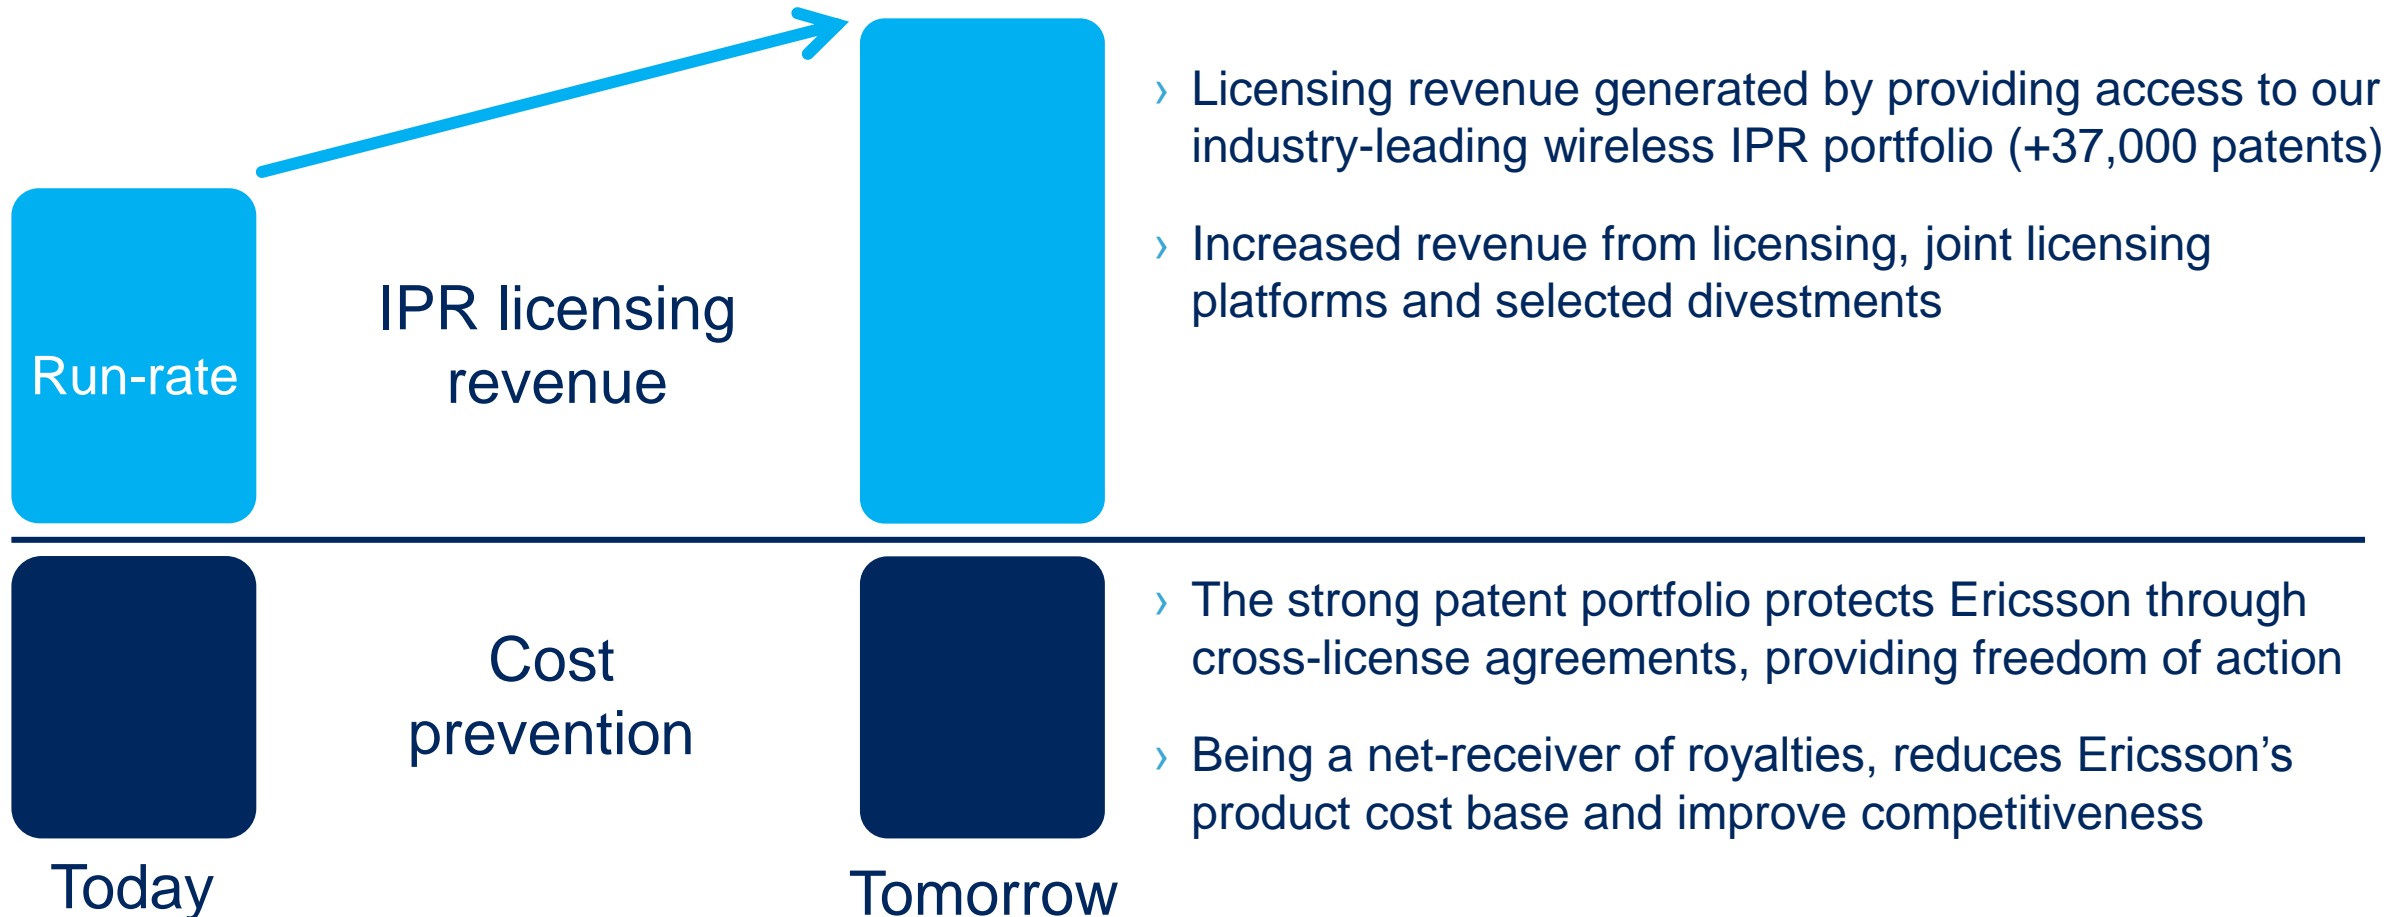 Run-rate
IPR licensing
revenue
› Licensing revenue generated by providing access to our
industry-leading wireless IPR portfolio (+37,000 patents)
› Increased revenue from licensing, joint licensing
platforms and selected divestments
Cost
prevention
› The strong patent portfolio protects Ericsson through
cross-license agreements, providing freedom of action
› Being a net-receiver of royalties, reduces Ericsson’s
product cost base and improve competitiveness
Today
Tomorrow